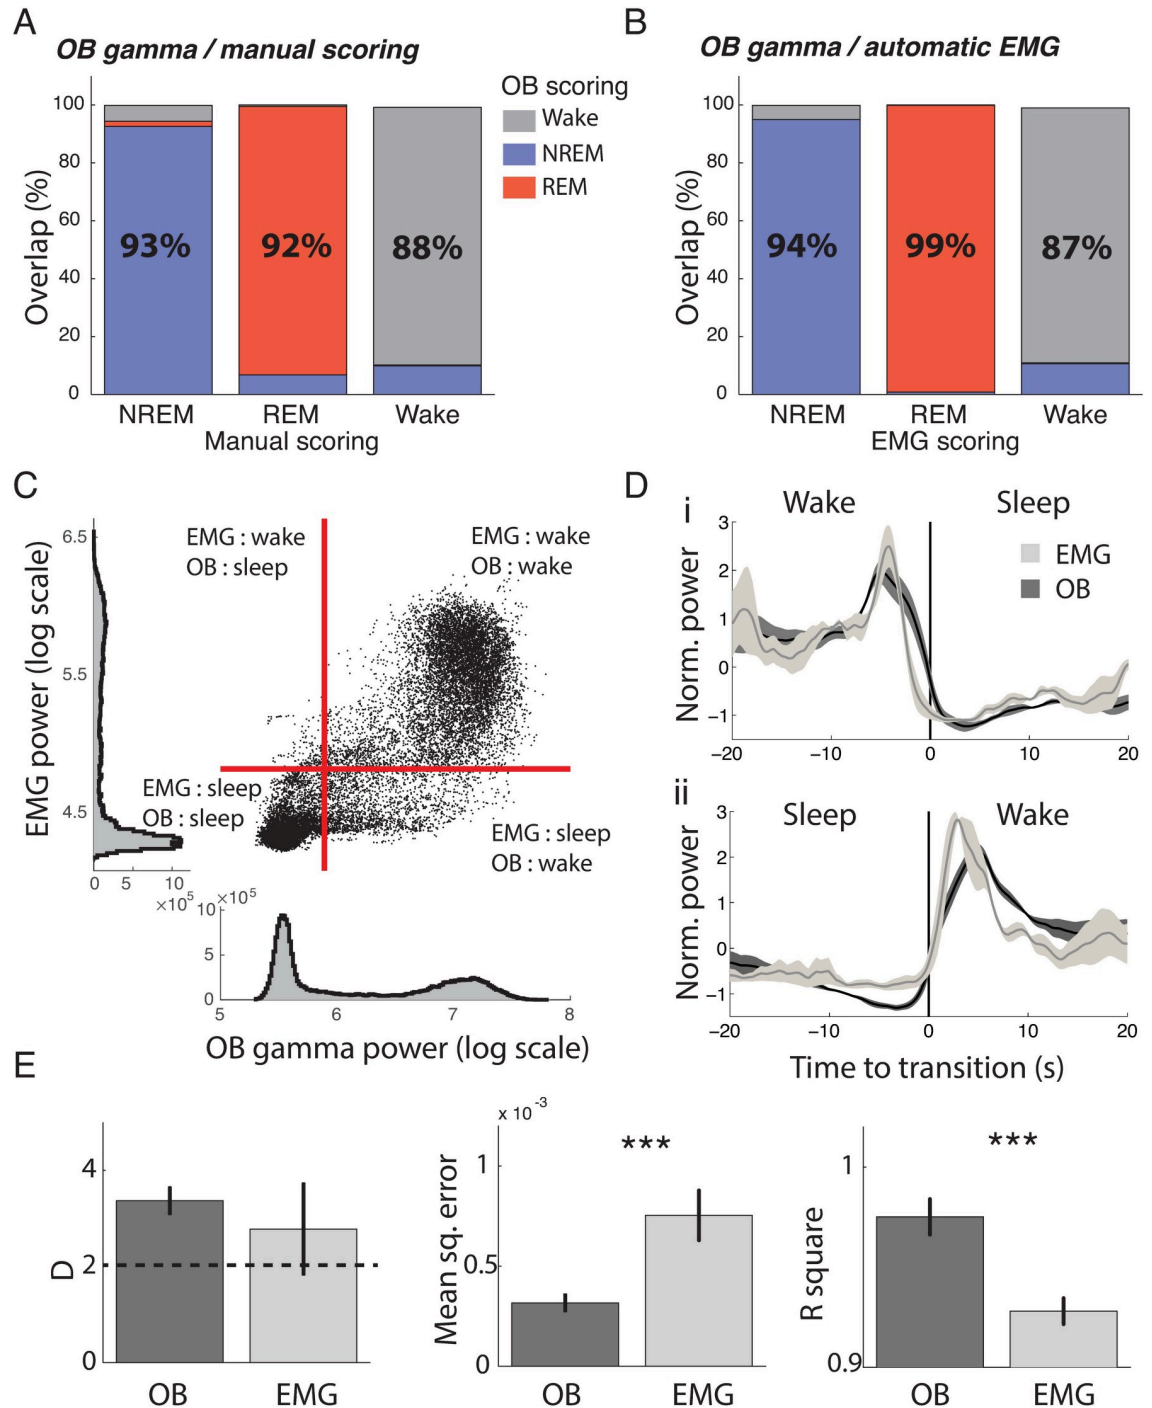 A
OB gamma / manual scoring
OB scoring
Wake
NREM
REM
Overlap (%)
100
80
60
40
20
0
93%
92%
88%
NREM
REM
Wake
Manual scoring
B
OB gamma / automatic EMG
Overlap (%)
100
80
60
40
20
0
94%
99%
87%
NREM
REM
Wake
EMG scoring
C
EMG power (log scale)
6.5
5.5
4.5
0 5 10
×10⁵
EMG : wake
OB : sleep
EMG : wake
OB : wake
EMG : sleep
OB : sleep
EMG : sleep
OB : wake
×10⁵
10
5
0
5 6 7 8
OB gamma power (log scale)
D
i
Wake
Sleep
EMG
OB
Norm. power
3
2
1
0
−1
−20 −10 0 10 20
ii
Sleep
Wake
Norm. power
3
2
1
0
−1
−20 −10 0 10 20
Time to transition (s)
E
D
4
2
0
OB
EMG
x 10⁻³
Mean sq. error
1
0.5
0
***
OB
EMG
R square
1
0.9
***
OB
EMG